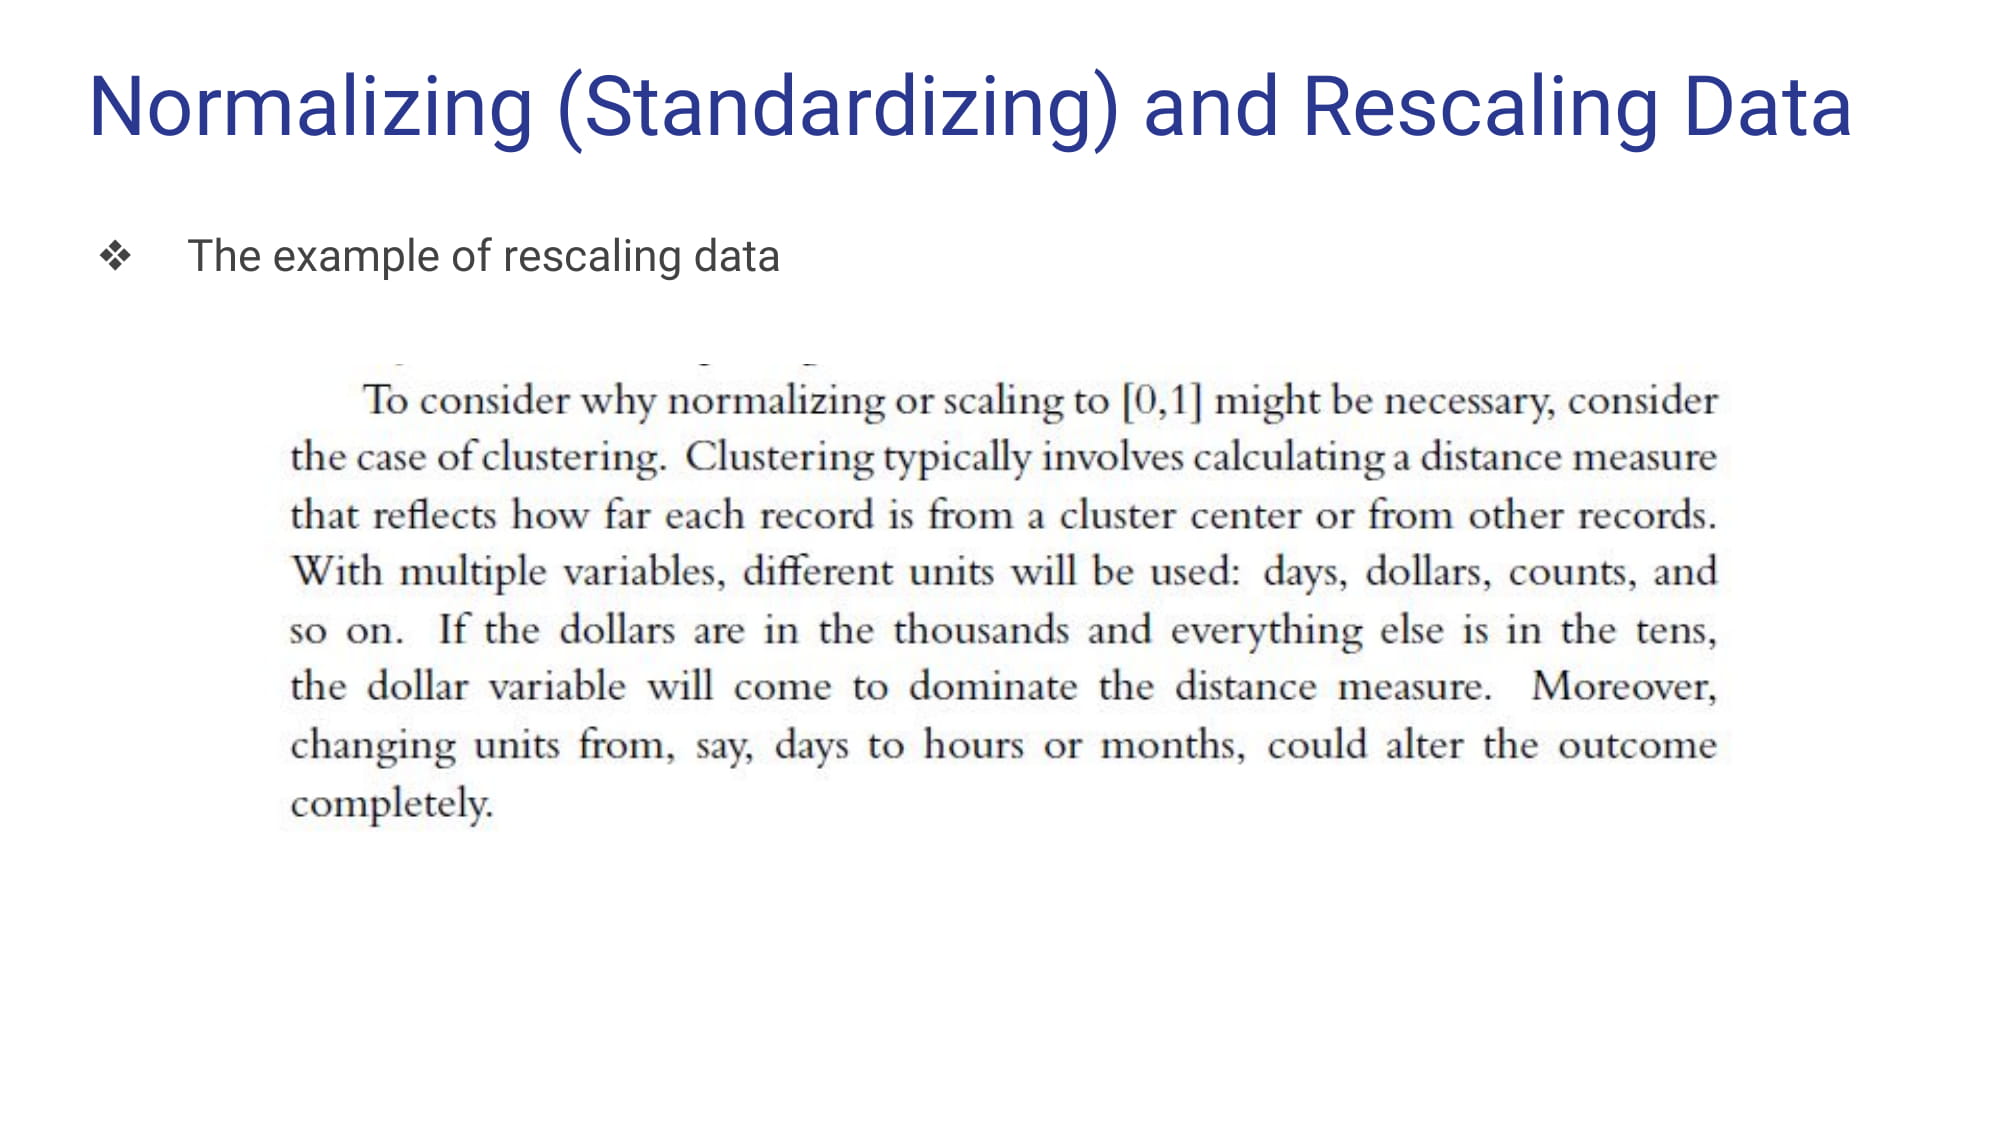 Normalizing (Standardizing) and Rescaling Data
❖ The example of rescaling data
To consider why normalizing or scaling to [0,1] might be necessary, consider
the case of clustering. Clustering typically involves calculating a distance measure
that reflects how far each record is from a cluster center or from other records.
With multiple variables, different units will be used: days, dollars, counts, and
so on. If the dollars are in the thousands and everything else is in the tens,
the dollar variable will come to dominate the distance measure. Moreover,
changing units from, say, days to hours or months, could alter the outcome
completely.